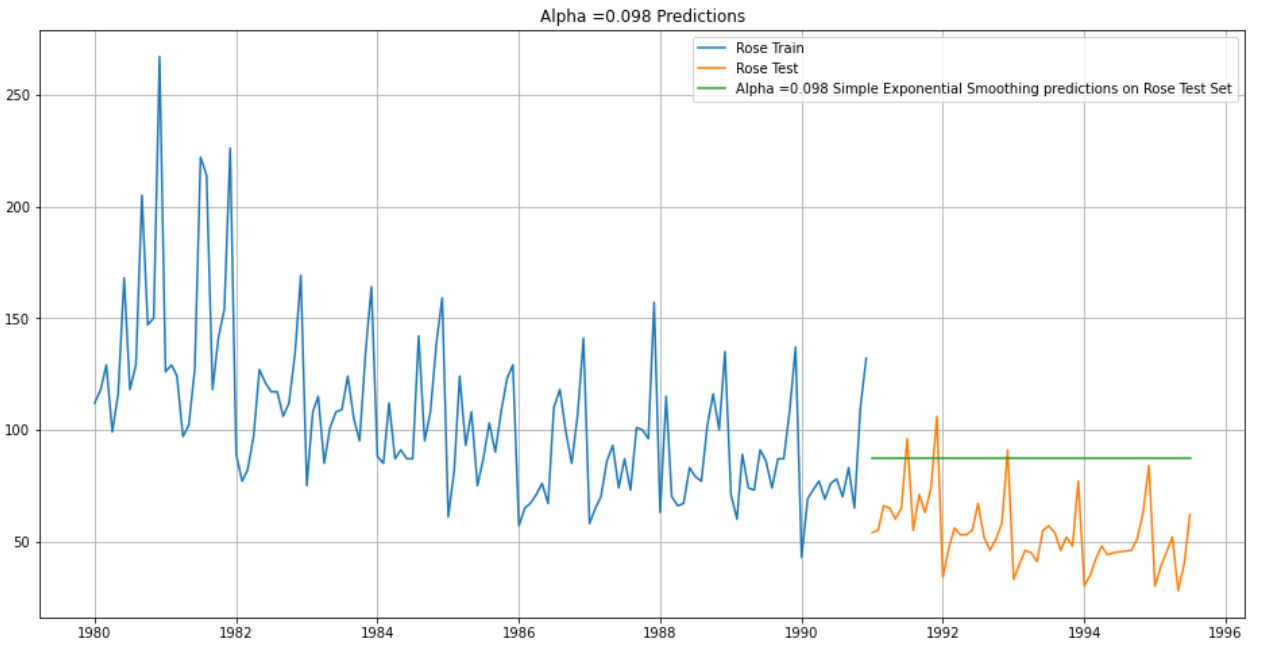 Alpha =0.098 Predictions
Rose Train
Rose Test
Alpha =0.098 Simple Exponential Smoothing predictions on Rose Test Set
250
200
150
100
50
1980 1982 1984 1986 1988 1990 1992 1994 1996